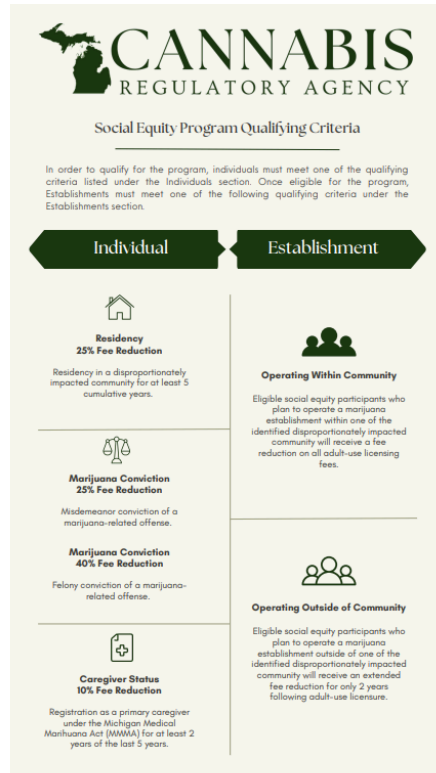 CANNABIS
REGULATORY AGENCY
Social Equity Program Qualifying Criteria
In order to qualify for the program, individuals must meet one of the qualifying
criteria listed under the Individuals section. Once eligible for the program,
Establishments must meet one of the following qualifying criteria under the
Establishments section.
Individual
Establishment
Residency
25% Fee Reduction
Residency in a disproportionately
impacted community for at least 5
cumulative years.
Marijuana Conviction
25% Fee Reduction
Misdemeanor conviction of a
marijuana-related offense.
Marijuana Conviction
40% Fee Reduction
Felony conviction of a marijuana-
related offense.
Caregiver Status
10% Fee Reduction
Registration as a primary caregiver
under the Michigan Medical
Marihuana Act (MMMA) for at least 2
years of the last 5 years.
Operating Within Community
Eligible social equity participants who
plan to operate a marijuana
establishment within one of the
identified disproportionately impacted
community will receive a fee
reduction on all adult-use licensing
fees.
Operating Outside of Community
Eligible social equity participants who
plan to operate a marijuana
establishment outside of one of the
identified disproportionately impacted
community will receive an extended
fee reduction for only 2 years
following adult-use licensure.